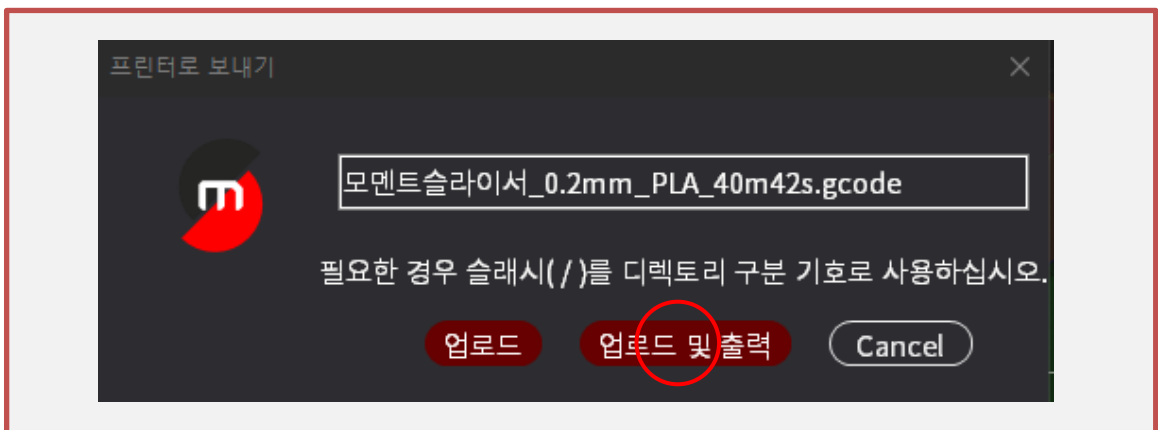 프린터로 보내기
m
모멘트슬라이서_0.2mm_PLA_40m42s.gcode
필요한 경우 슬래시( / )를 디렉토리 구분 기호로 사용하십시오.
업로드 업로드 및 출력 Cancel